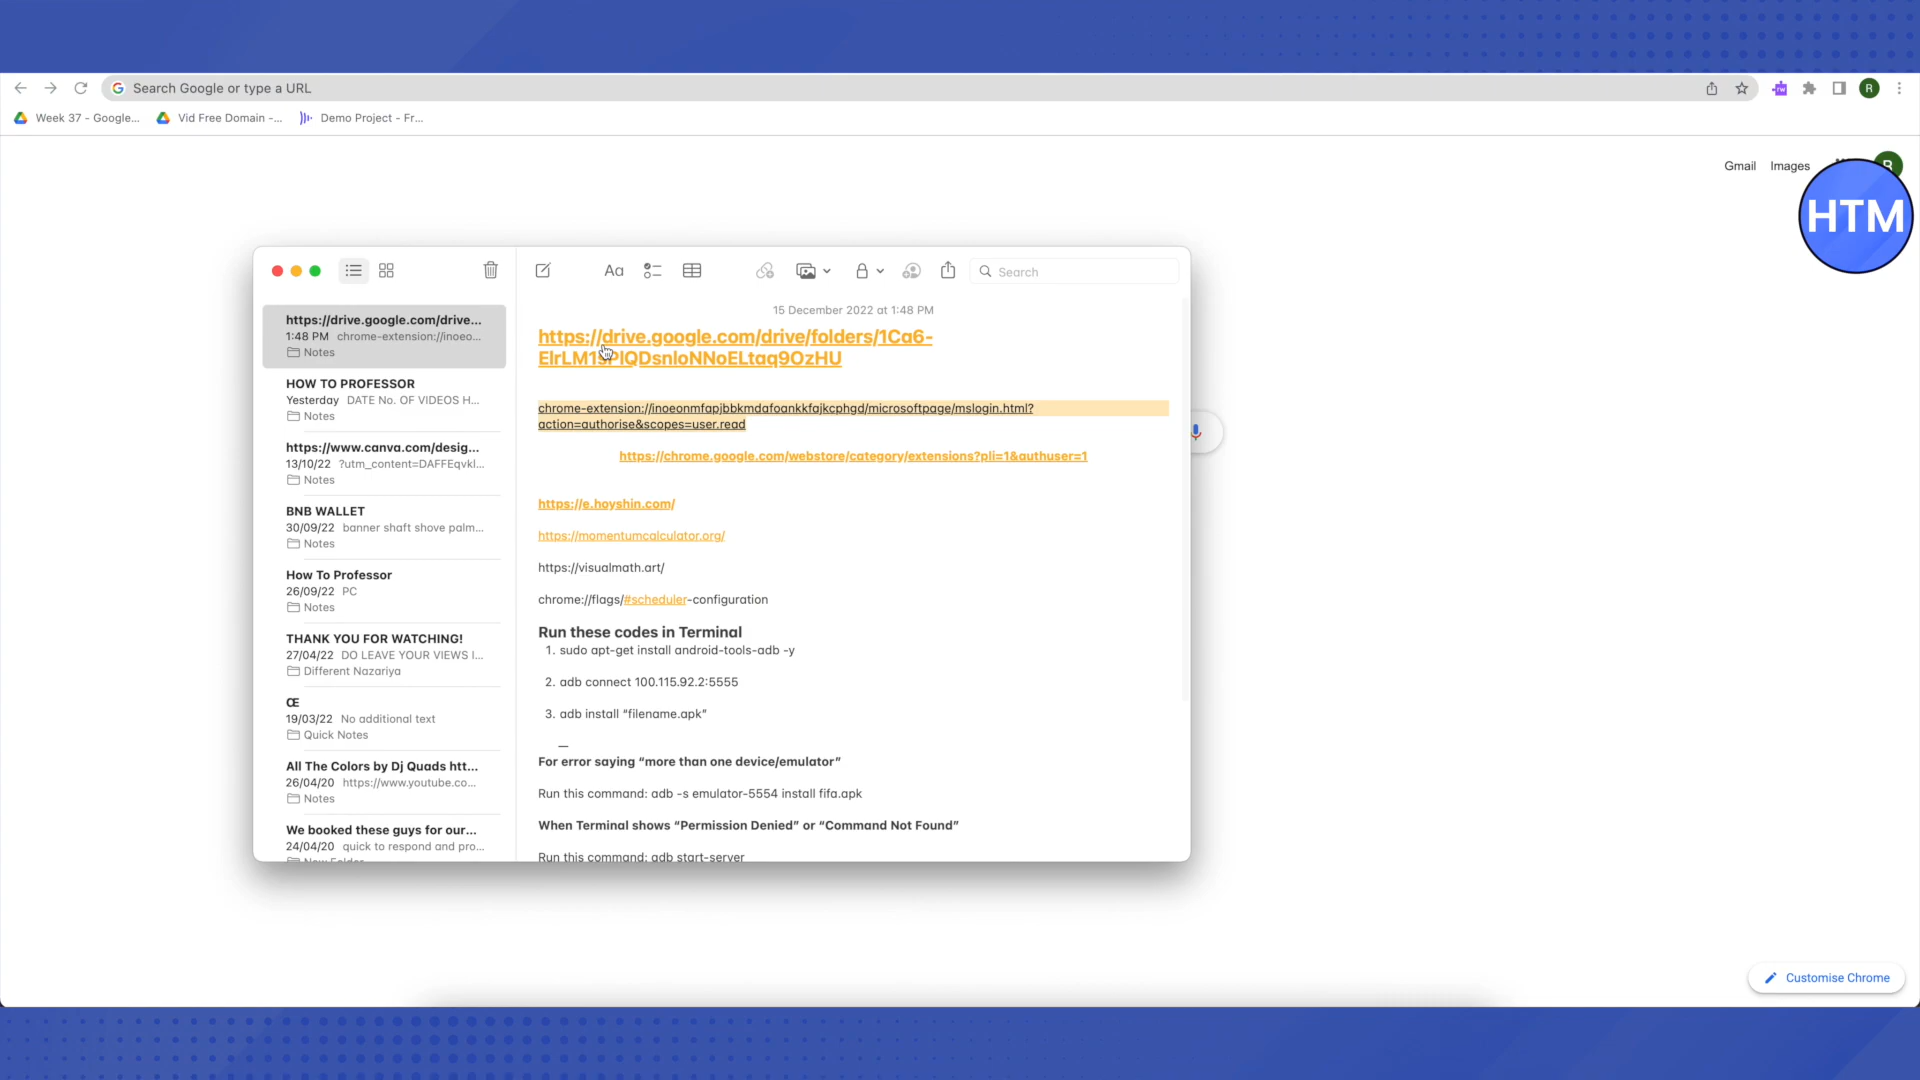 Search Google or type a URL
Week 37 - Google...
Vid Free Domain -...
Demo Project - Fr...
R
Gmail
Images
R
HTM
Aa
Search
https://drive.google.com/drive...
1:48 PM chrome-extension://inoeo...
Notes
HOW TO PROFESSOR
Yesterday DATE No. OF VIDEOS H...
Notes
https://www.canva.com/desig...
13/10/22 ?utm_content=DAFFEqvkl...
Notes
BNB WALLET
30/09/22 banner shaft shove palm...
Notes
How To Professor
26/09/22 PC
Notes
THANK YOU FOR WATCHING!
27/04/22 DO LEAVE YOUR VIEWS I...
Different Nazariya
Œ
19/03/22 No additional text
Quick Notes
All The Colors by Dj Quads htt...
26/04/20 https://www.youtube.co...
Notes
We booked these guys for our...
24/04/20 quick to respond and pro...
New Folder
15 December 2022 at 1:48 PM
https://drive.google.com/drive/folders/1Ca6-
chrome-extension://inoeonmfapjbbkmdafoankkfajkcphgd/microsoftpage/mslogin.html?
action=authorise&scopes=user.read
https://chrome.google.com/webstore/category/extensions?pli=1&authuser=1
https://e.hoyshin.com/
https://momentumcalculator.org/
https://visualmath.art/
chrome://flags/#scheduler-configuration
Run these codes in Terminal
1. sudo apt-get install android-tools-adb -y
2. adb connect 100.115.92.2:5555
3. adb install “filename.apk”
—
For error saying “more than one device/emulator”
Run this command: adb -s emulator-5554 install fifa.apk
When Terminal shows “Permission Denied” or “Command Not Found”
Run this command: adb start-server
Customise Chrome